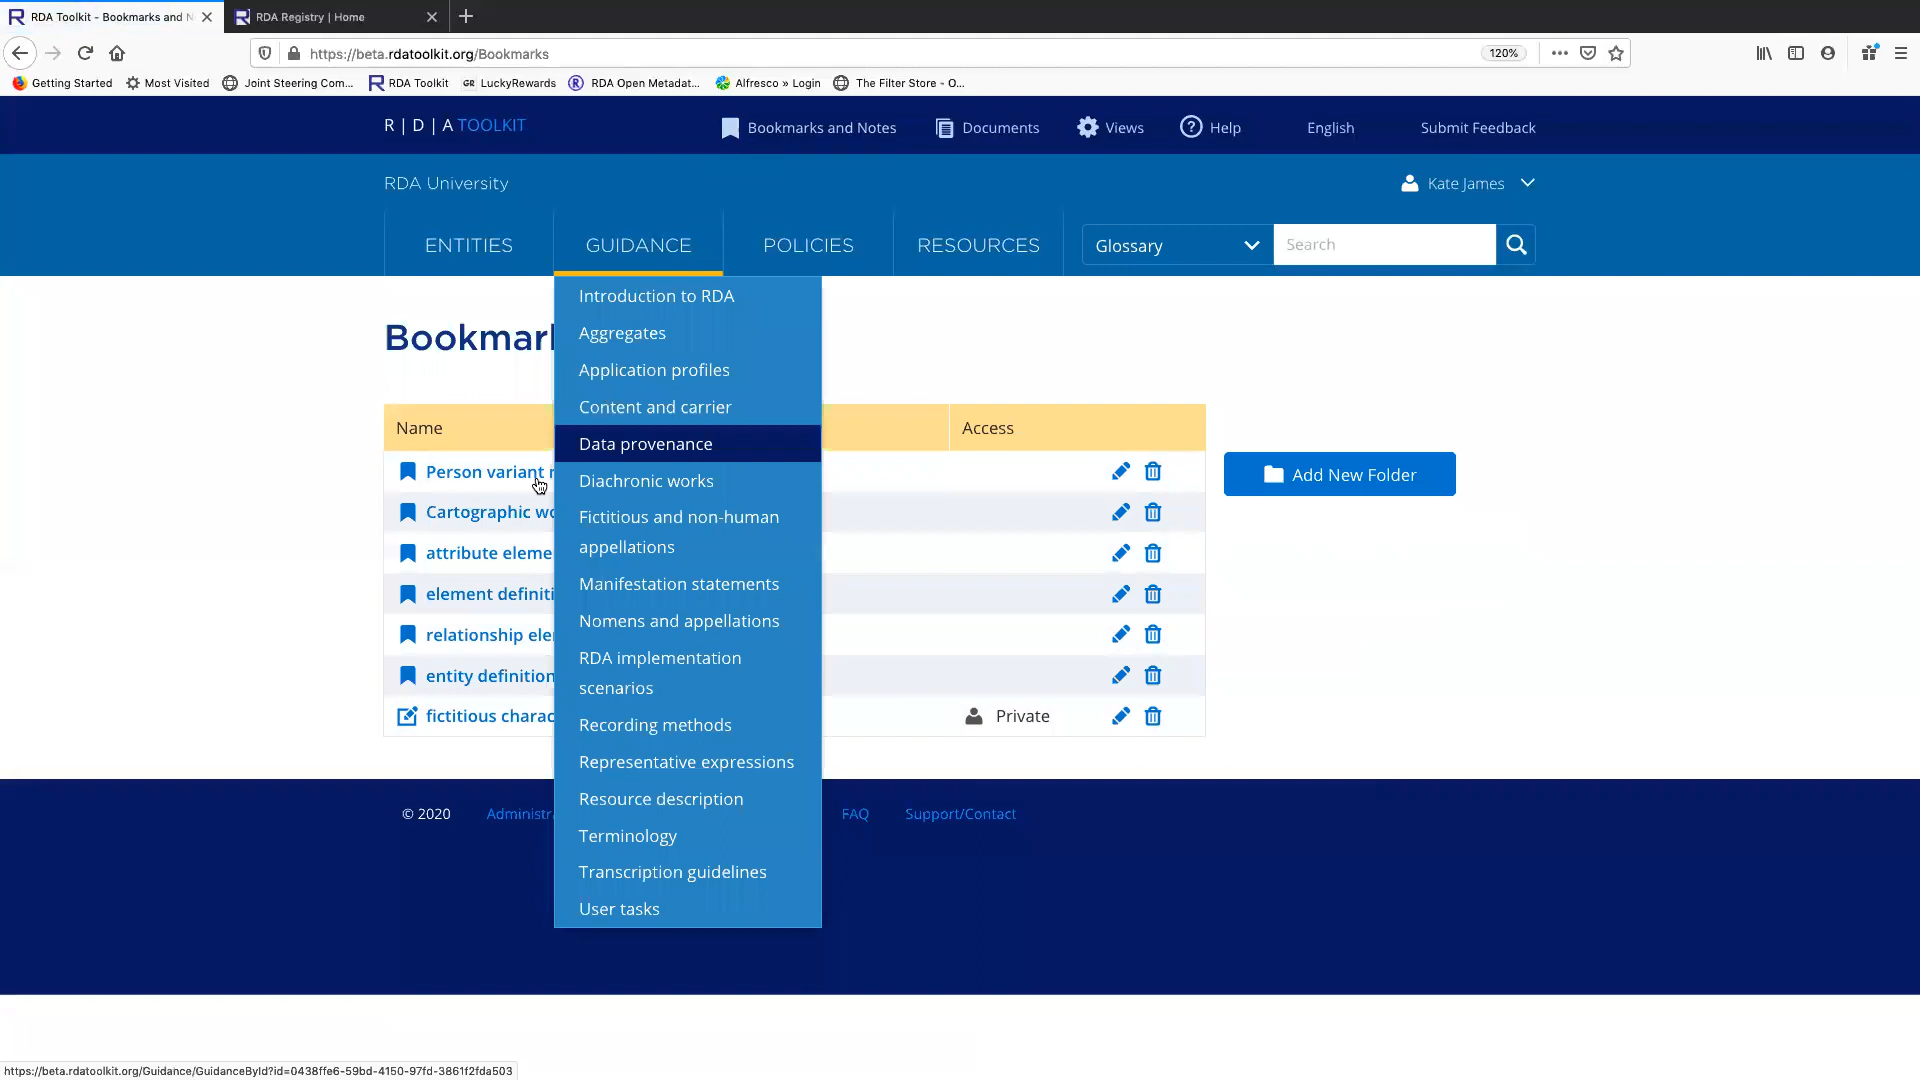 RDA Toolkit - Bookmarks and N
RDA Registry | Home
https://beta.rdatoolkit.org/Bookmarks
120%
Getting Started
Most Visited
Joint Steering Com...
RDA Toolkit
GR LuckyRewards
RDA Open Metadat...
Alfresco » Login
The Filter Store - O...
R | D | A TOOLKIT
Bookmarks and Notes
Documents
Views
Help
English
Submit Feedback
RDA University
Kate James
ENTITIES
GUIDANCE
POLICIES
RESOURCES
Glossary
Search
Introduction to RDA
Aggregates
Application profiles
Content and carrier
Data provenance
Diachronic works
Fictitious and non-human
appellations
Manifestation statements
Nomens and appellations
RDA implementation
scenarios
Recording methods
Representative expressions
Resource description
Terminology
Transcription guidelines
User tasks
Bookmar
Name
Access
Person variant
Cartographic wo
attribute eleme
element definiti
relationship ele
entity definition
fictitious charac
Private
Add New Folder
© 2020
Administr
FAQ
Support/Contact
https://beta.rdatoolkit.org/Guidance/GuidanceById?id=0438ffe6-59bd-4150-97fd-3861f2fda503